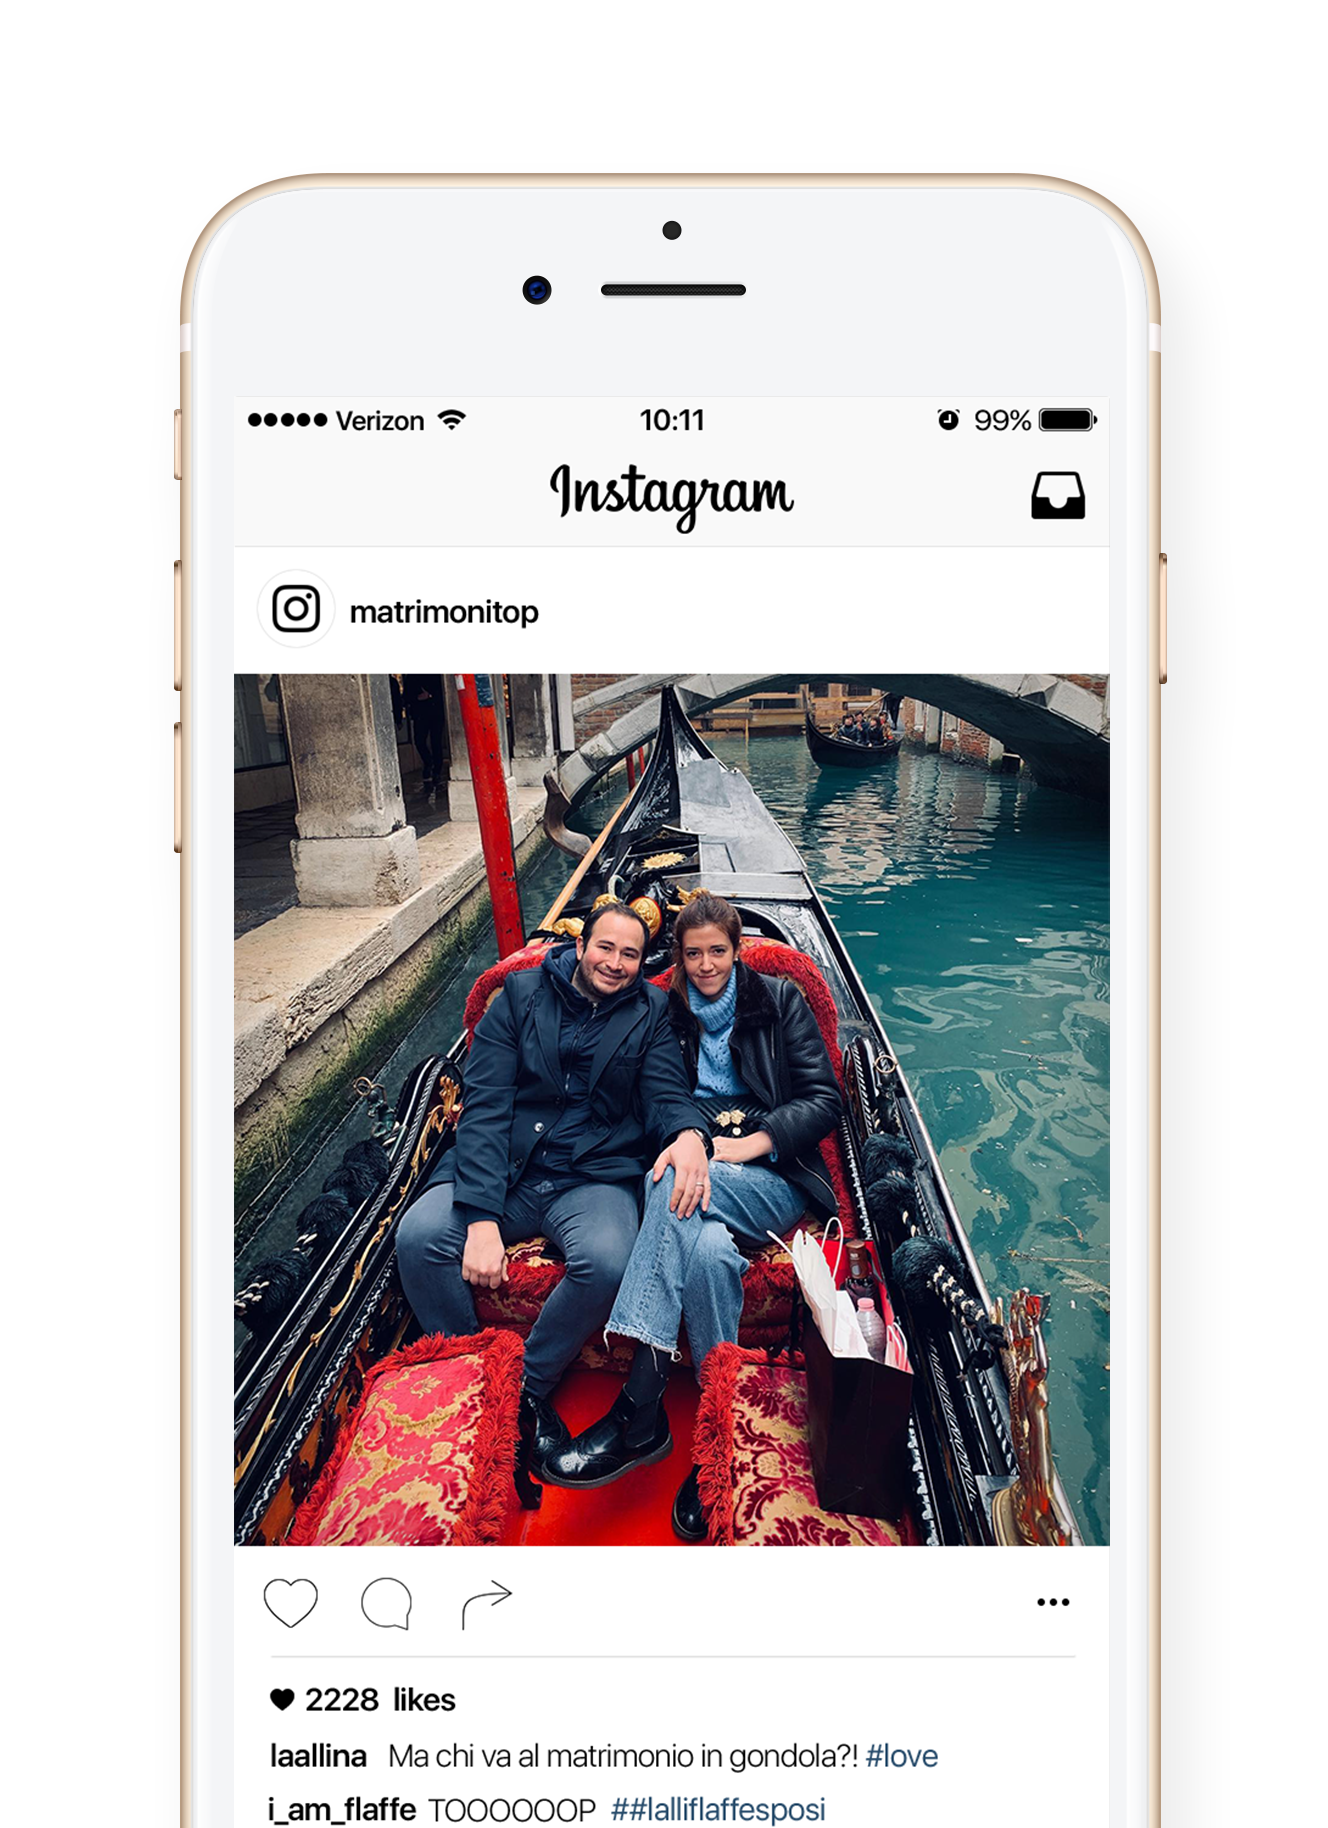 Verizon 10:11 99%
Instagram
matrimonitop
2228 likes
laallina Ma chi va al matrimonio in gondola?! #love
i_am_flaffe TOOOOOOP ##lalliflaffesposi